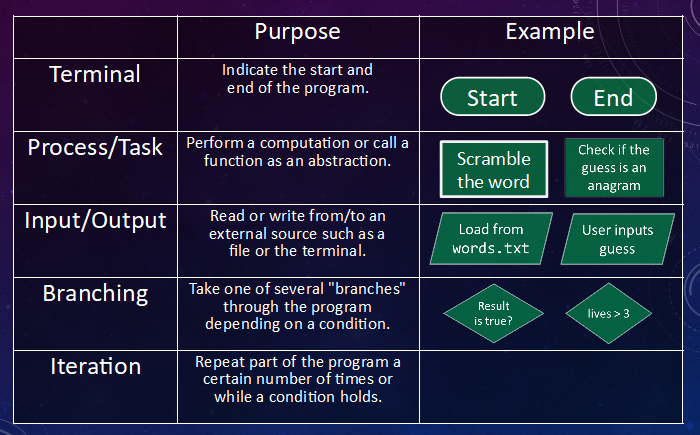 Purpose
Example
Terminal
Indicate the start and
end of the program.
Start
End
Process/Task
Perform a computation or call a
function as an abstraction.
Scramble
the word
Check if the
guess is an
anagram
Input/Output
Read or write from/to an
external source such as a
file or the terminal.
Load from
words.txt
User inputs
guess
Branching
Take one of several "branches"
through the program
depending on a condition.
Result
is true?
lives > 3
Iteration
Repeat part of the program a
certain number of times or
while a condition holds.